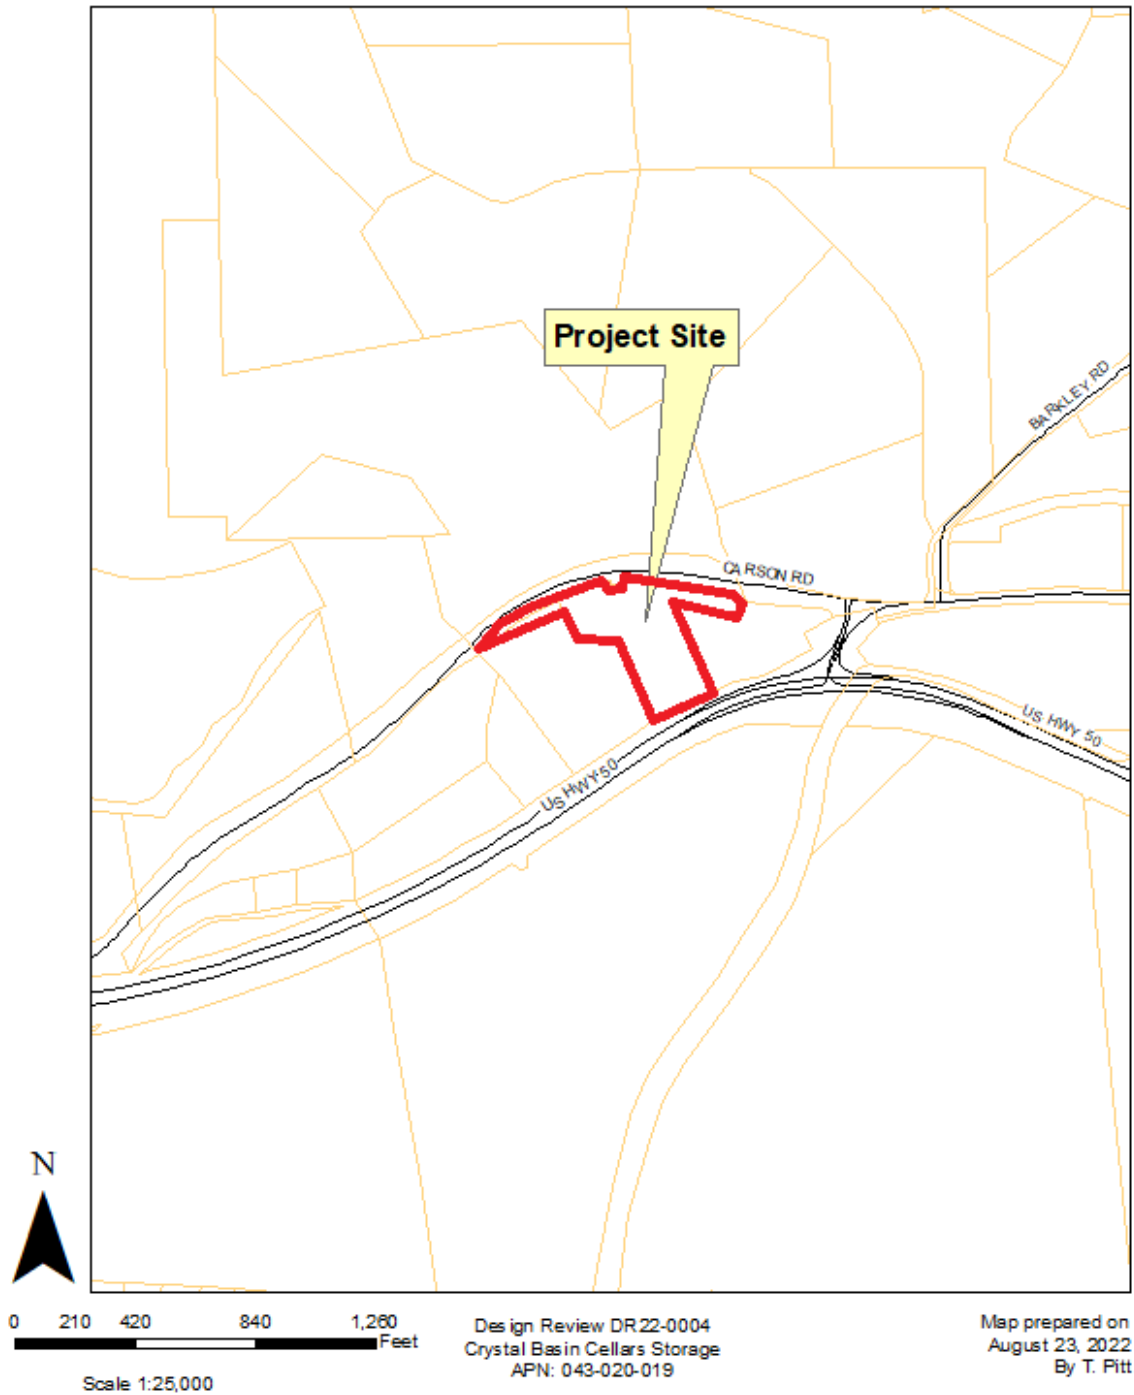 Project Site
BARKLEY RD
CARSON RD
US HWY 50
US HWY 50
N
0 210 420 840 1,260
Feet
Scale 1:25,000
Design Review DR22-0004
Crystal Basin Cellars Storage
APN: 043-020-019
Map prepared on
August 23, 2022
By T. Pitt